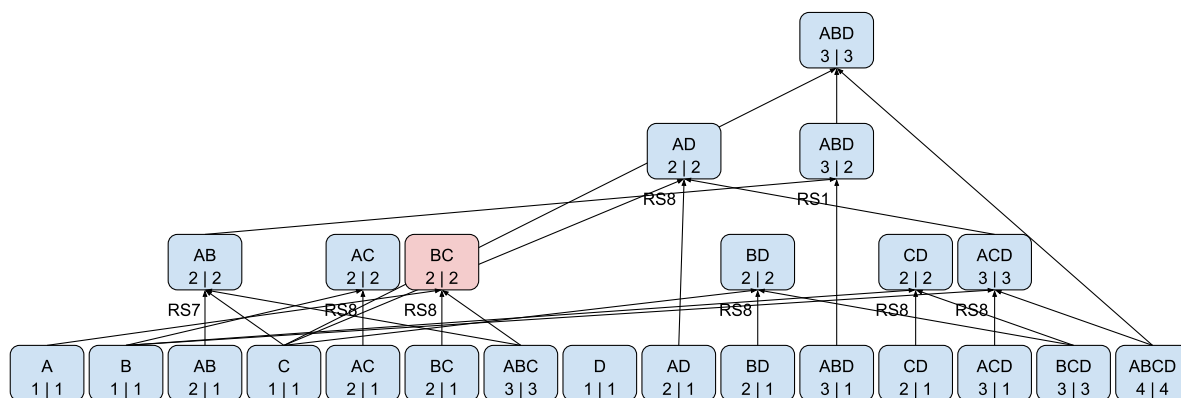 ABD
3 | 3
AD
2 | 2
ABD
3 | 2
RS8
RS1
AB
2 | 2
AC
2 | 2
BC
2 | 2
BD
2 | 2
CD
2 | 2
ACD
3 | 3
RS7
RS8
RS8
RS8
RS8
RS8
A
1 | 1
B
1 | 1
AB
2 | 1
C
1 | 1
AC
2 | 1
BC
2 | 1
ABC
3 | 3
D
1 | 1
AD
2 | 1
BD
2 | 1
ABD
3 | 1
CD
2 | 1
ACD
3 | 1
BCD
3 | 3
ABCD
4 | 4